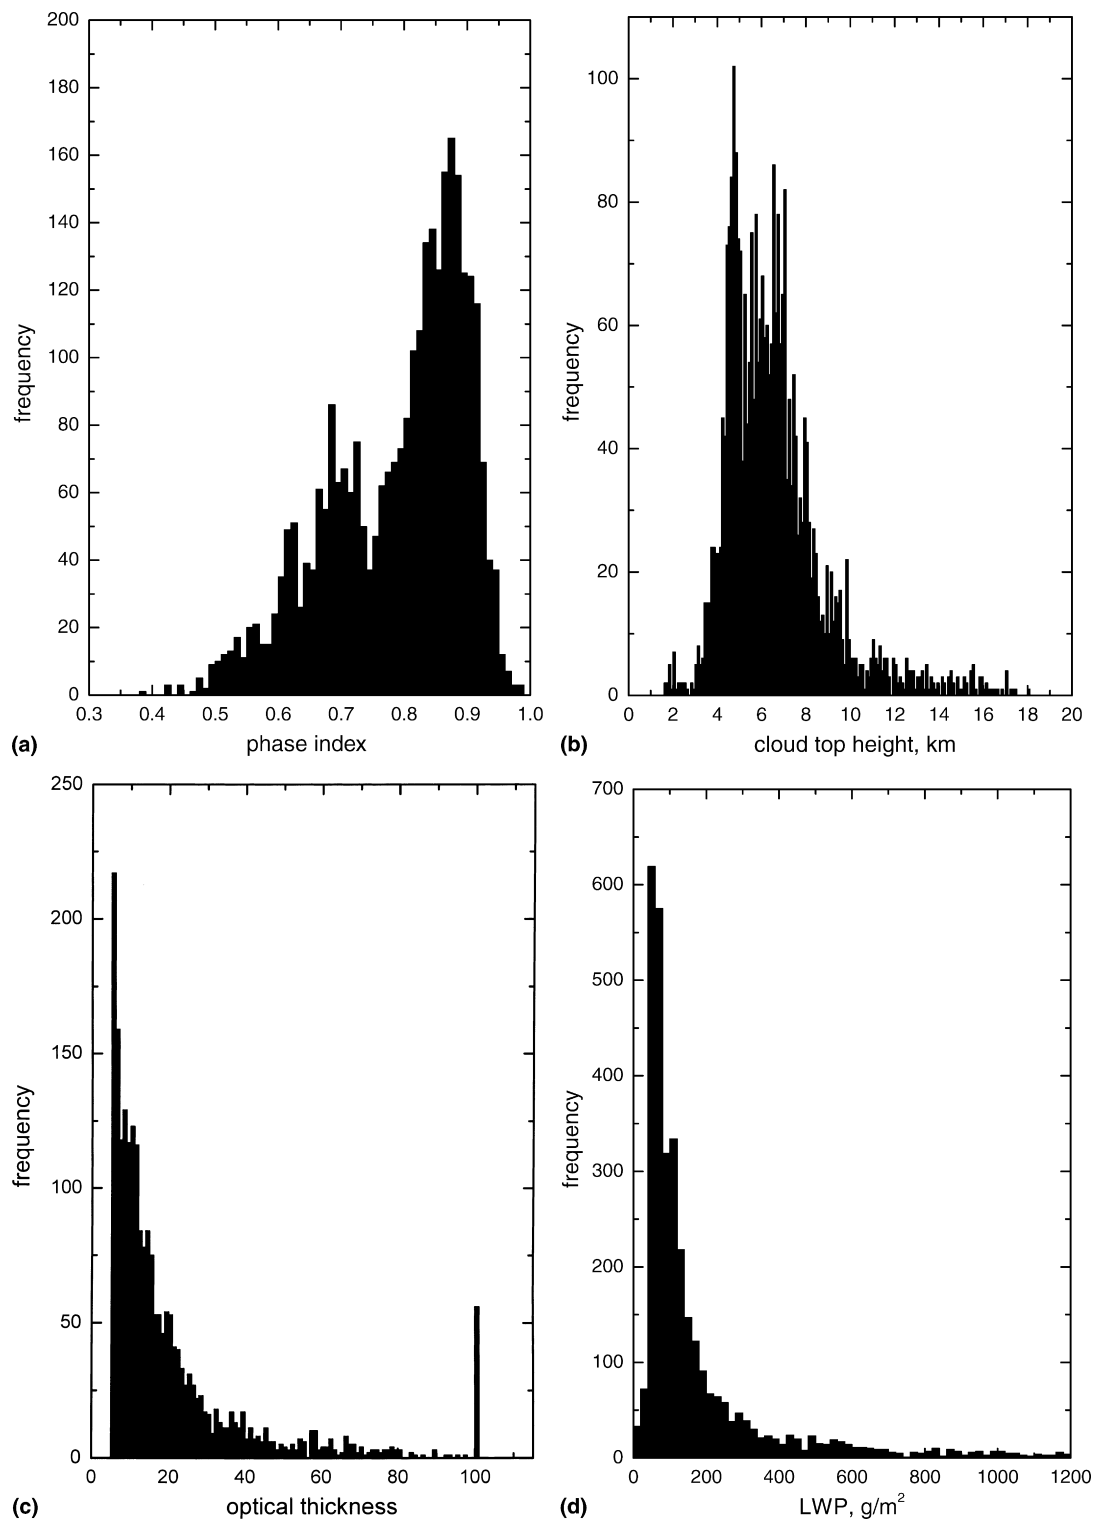 200
180
160
140
120
100
80
60
40
20
0
frequency
0.3 0.4 0.5 0.6 0.7 0.8 0.9 1.0
(a) phase index
100
80
60
40
20
0
frequency
0 2 4 6 8 10 12 14 16 18 20
(b) cloud top height, km
250
200
150
100
50
0
frequency
0 20 40 60 80 100
(c) optical thickness
700
600
500
400
300
200
100
0
frequency
0 200 400 600 800 1000 1200
(d) LWP, g/m²